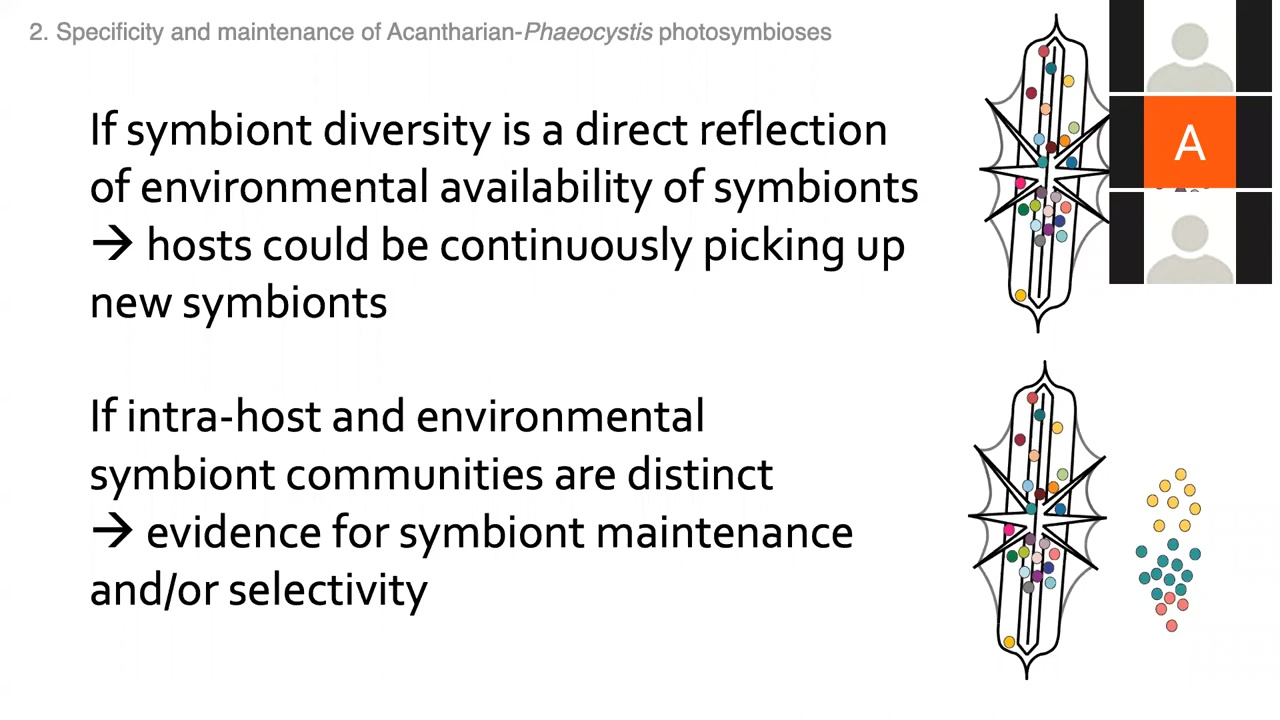 2. Specificity and maintenance of Acantharian-Phaeocystis photosymbioses
If symbiont diversity is a direct reflection
of environmental availability of symbionts
→ hosts could be continuously picking up
new symbionts
If intra-host and environmental
symbiont communities are distinct
→ evidence for symbiont maintenance
and/or selectivity
A